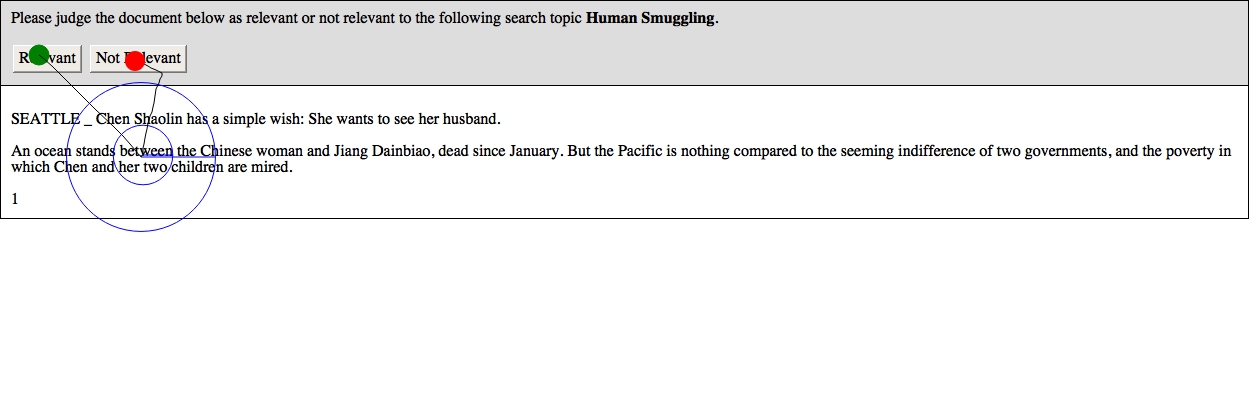 Please judge the document below as relevant or not relevant to the following search topic Human Smuggling.
Relevant Not Relevant
SEATTLE _ Chen Shaolin has a simple wish: She wants to see her husband.
An ocean stands between the Chinese woman and Jiang Dainbiao, dead since January. But the Pacific is nothing compared to the seeming indifference of two governments, and the poverty in
which Chen and her two children are mired.
1